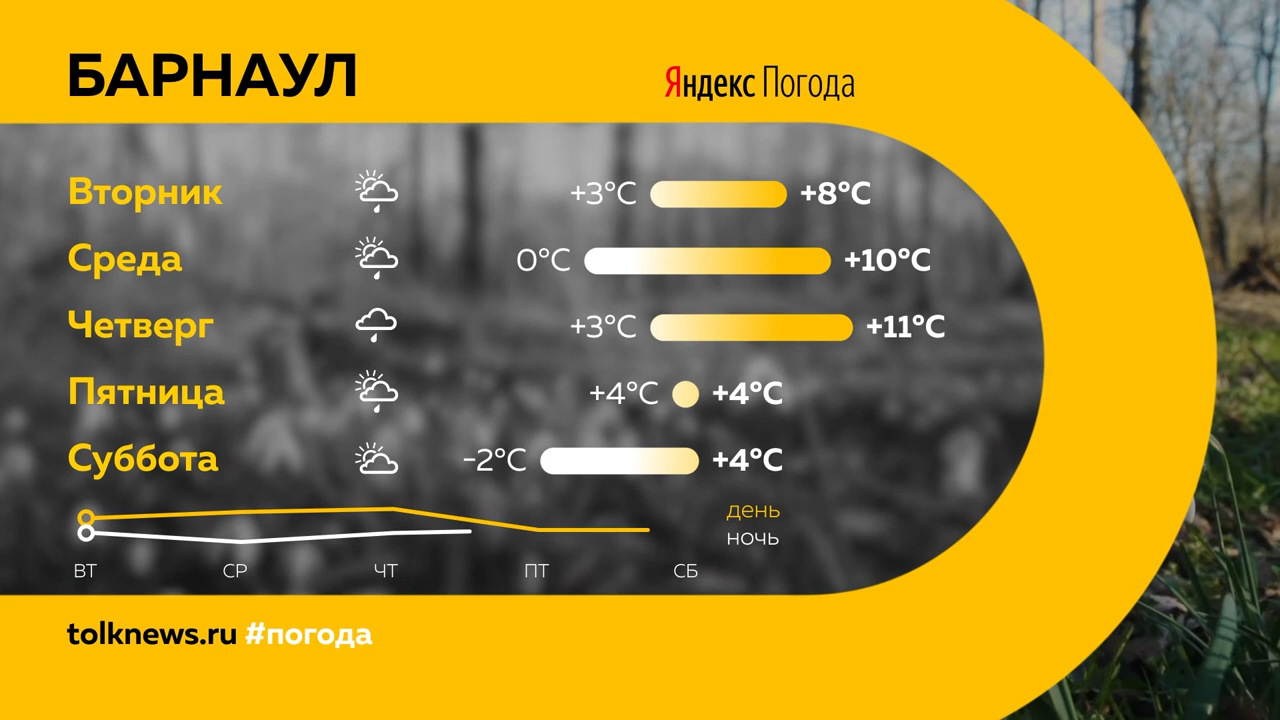 БАРНАУЛ
Яндекс Погода
Вторник +3°C +8°C
Среда 0°C +10°C
Четверг +3°C +11°C
Пятница +4°C +4°C
Суббота -2°C +4°C
день
ночь
ВТ СР ЧТ ПТ СБ
tolknews.ru #погода